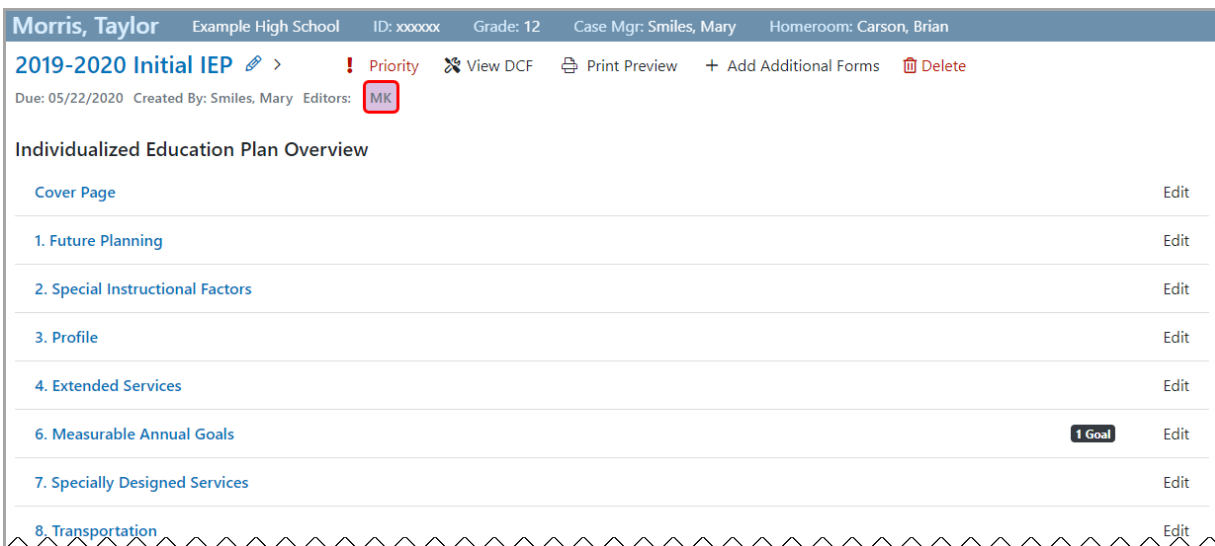 Morris, Taylor Example High School ID: xxxxxx Grade: 12 Case Mgr: Smiles, Mary Homeroom: Carson, Brian
2019-2020 Initial IEP > ! Priority View DCF Print Preview + Add Additional Forms Delete
Due: 05/22/2020 Created By: Smiles, Mary Editors: MK
Individualized Education Plan Overview
Cover Page Edit
1. Future Planning Edit
2. Special Instructional Factors Edit
3. Profile Edit
4. Extended Services Edit
6. Measurable Annual Goals 1 Goal Edit
7. Specially Designed Services Edit
8. Transportation Edit